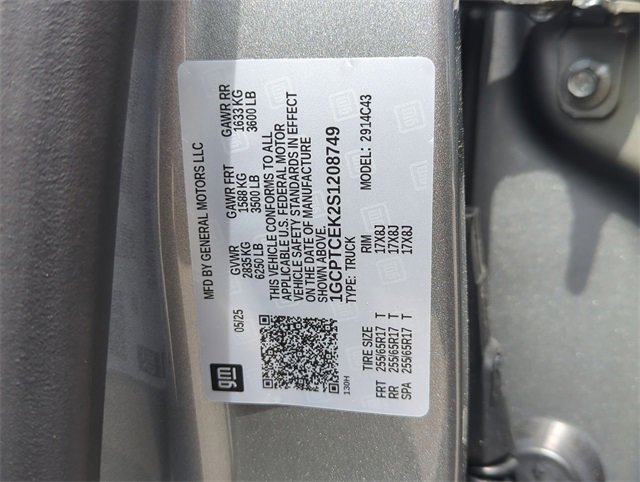 MFD BY GENERAL MOTORS LLC
gm
05/25
GVWR GAWR FRT GAWR RR
2835 KG 1588 KG 1633 KG
6250 LB 3500 LB 3600 LB
THIS VEHICLE CONFORMS TO ALL
APPLICABLE U.S. FEDERAL MOTOR
VEHICLE SAFETY STANDARDS IN EFFECT
ON THE DATE OF MANUFACTURE
SHOWN ABOVE.
1GCPTCEK2S1208749
TYPE: TRUCK MODEL: 2914C43
130H
TIRE SIZE RIM
FRT 255/65R17 T 17X8J
RR 255/65R17 T 17X8J
SPA 255/65R17 T 17X8J